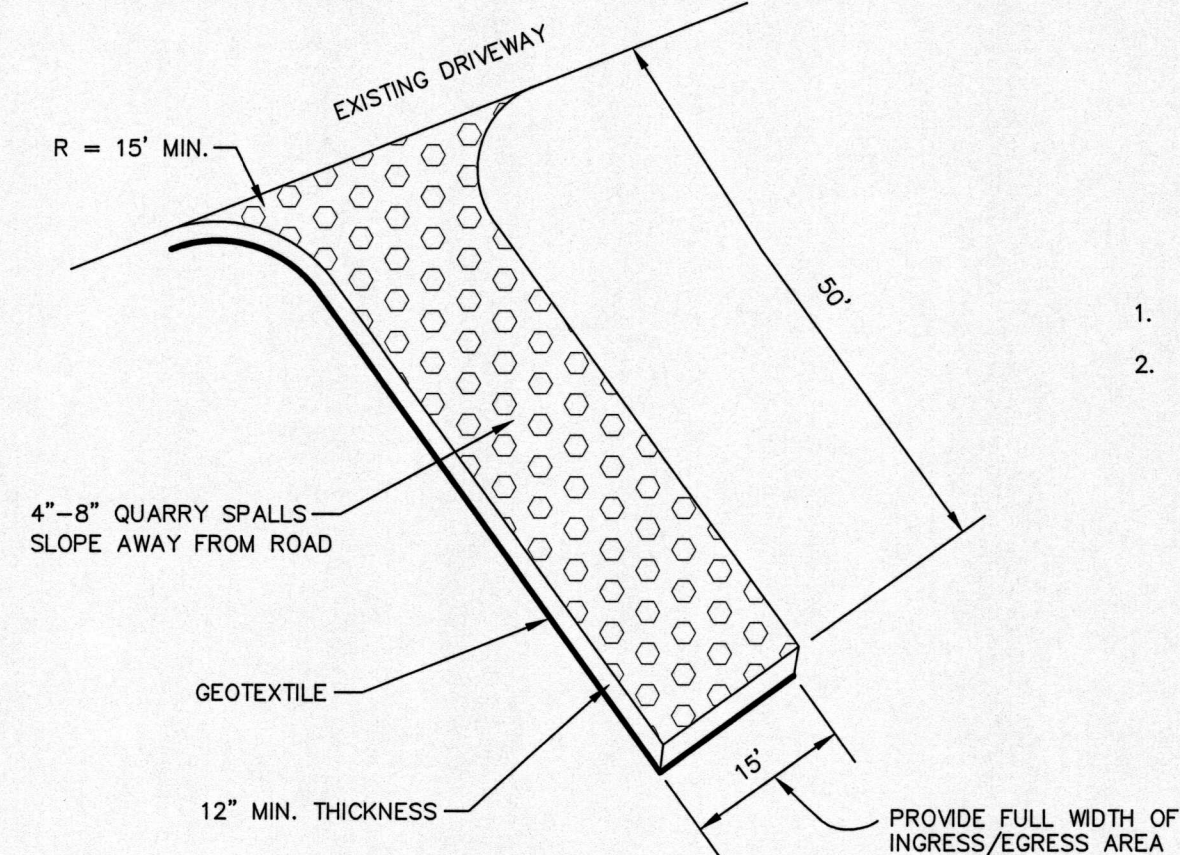 EXISTING DRIVEWAY
R = 15' MIN.
50'
1.
2.
4"-8" QUARRY SPALLS
SLOPE AWAY FROM ROAD
GEOTEXTILE
15'
12" MIN. THICKNESS
PROVIDE FULL WIDTH OF
INGRESS/EGRESS AREA